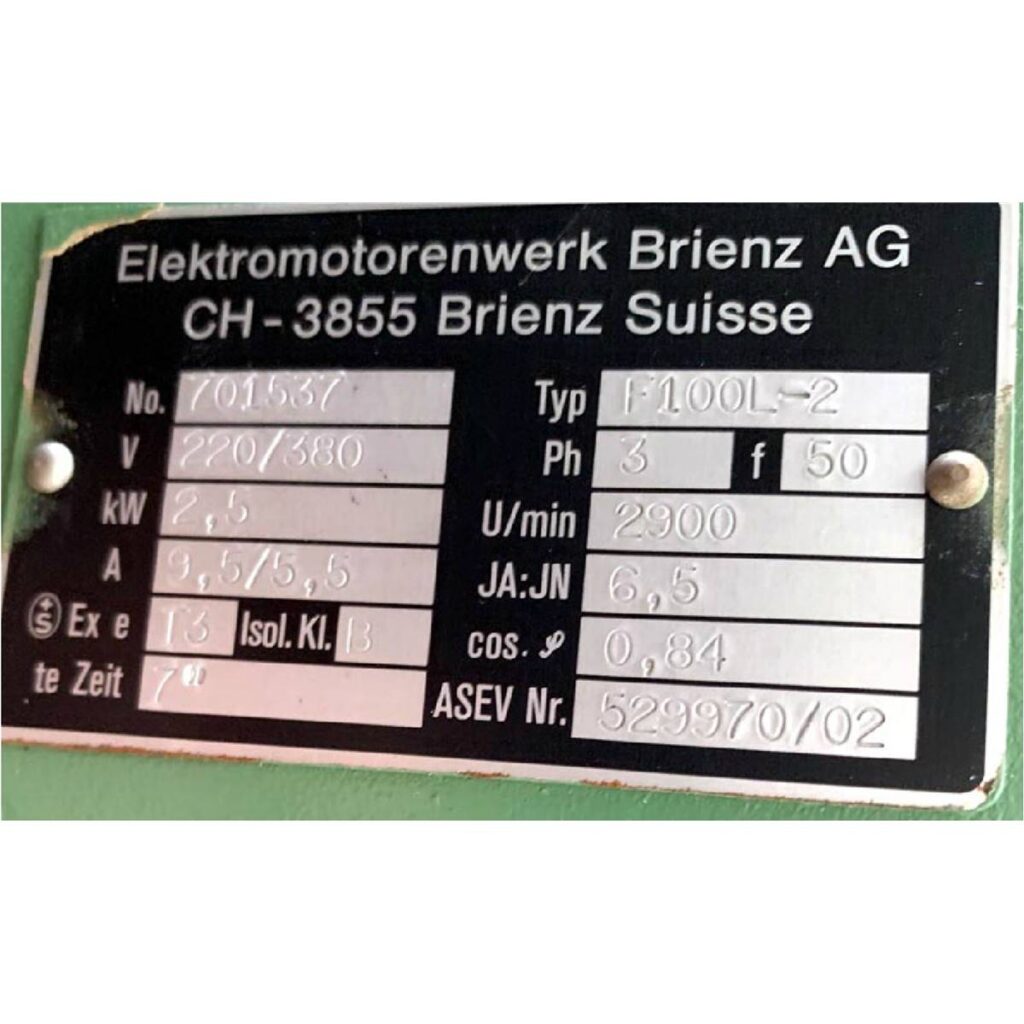 Elektromotorenwerk Brienz AG
CH-3855 Brienz Suisse
No. 701537 Typ F100L-2
V 220/380 Ph 3 f 50
kW 2,5 U/min 2900
A 9,5/5,5 JA:JN 6,5
S Ex e T3 Isol. Kl. B cos. φ 0,84
te Zeit 7" ASEV Nr. 529970/02